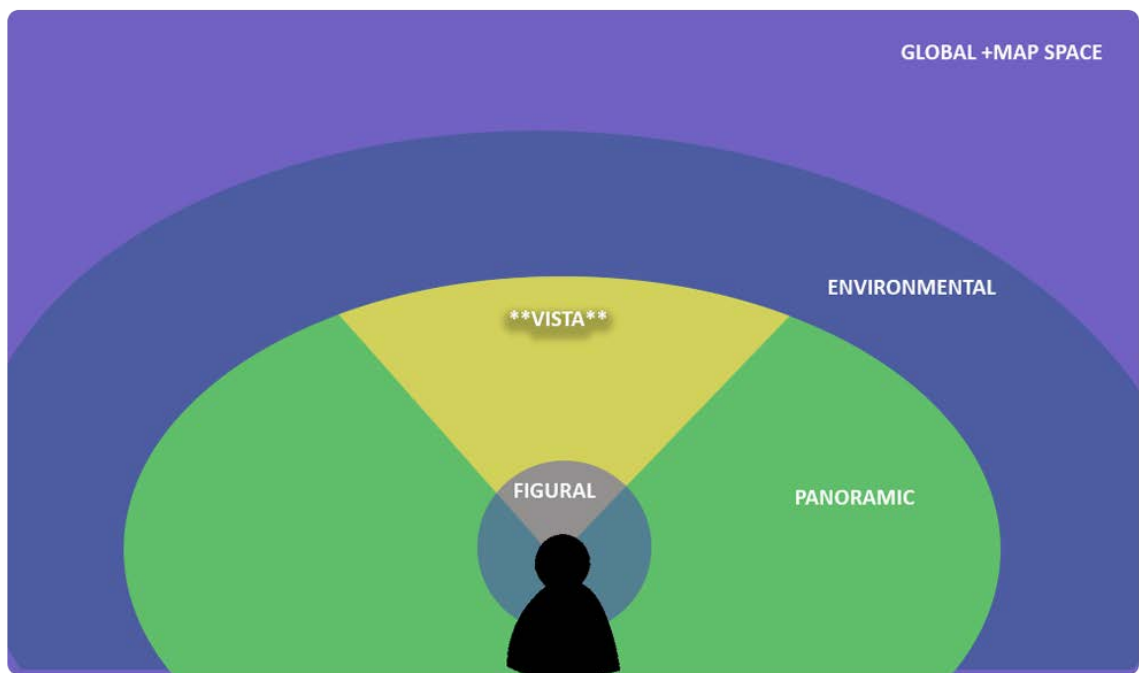 GLOBAL +MAP SPACE
ENVIRONMENTAL
**VISTA**
FIGURAL
PANORAMIC